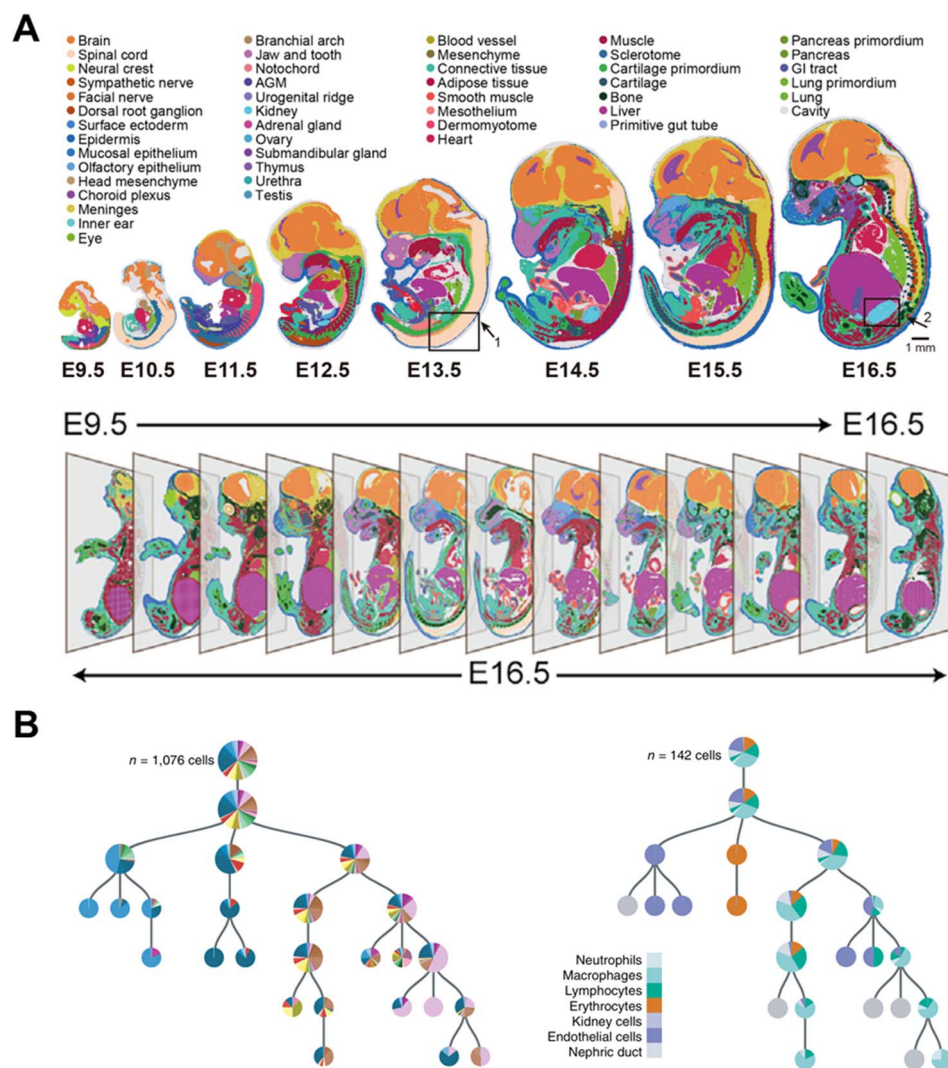 A
Brain
Spinal cord
Neural crest
Sympathetic nerve
Facial nerve
Dorsal root ganglion
Surface ectoderm
Epidermis
Mucosal epithelium
Olfactory epithelium
Head mesenchyme
Choroid plexus
Meninges
Inner ear
Eye
Branchial arch
Jaw and tooth
Notochord
AGM
Urogenital ridge
Kidney
Adrenal gland
Ovary
Submandibular gland
Thymus
Urethra
Testis
Blood vessel
Mesenchyme
Connective tissue
Adipose tissue
Smooth muscle
Mesothelium
Dermomyotome
Heart
Muscle
Sclerotome
Cartilage primordium
Cartilage
Bone
Liver
Primitive gut tube
Pancreas primordium
Pancreas
GI tract
Lung primordium
Lung
Cavity
1
2
1 mm
E9.5 E10.5 E11.5 E12.5 E13.5 E14.5 E15.5 E16.5
E9.5 E16.5
E16.5
B
n = 1,076 cells
n = 142 cells
Neutrophils
Macrophages
Lymphocytes
Erythrocytes
Kidney cells
Endothelial cells
Nephric duct